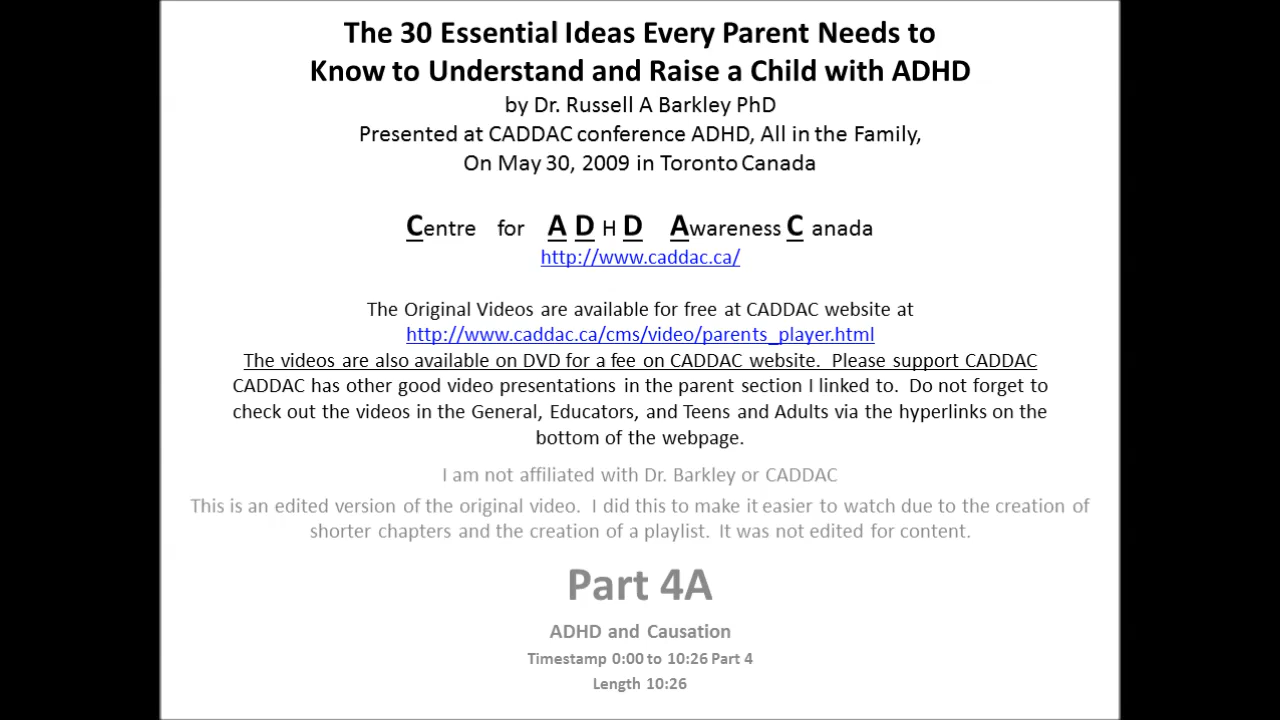 The 30 Essential Ideas Every Parent Needs to
Know to Understand and Raise a Child with ADHD
by Dr. Russell A Barkley PhD
Presented at CADDAC conference ADHD, All in the Family,
On May 30, 2009 in Toronto Canada
Centre for A D H D Awareness C anada
http://www.caddac.ca/
The Original Videos are available for free at CADDAC website at
http://www.caddac.ca/cms/video/parents_player.html
The videos are also available on DVD for a fee on CADDAC website. Please support CADDAC
CADDAC has other good video presentations in the parent section I linked to. Do not forget to
check out the videos in the General, Educators, and Teens and Adults via the hyperlinks on the
bottom of the webpage.
I am not affiliated with Dr. Barkley or CADDAC
This is an edited version of the original video. I did this to make it easier to watch due to the creation of
shorter chapters and the creation of a playlist. It was not edited for content.
Part 4A
ADHD and Causation
Timestamp 0:00 to 10:26 Part 4
Length 10:26